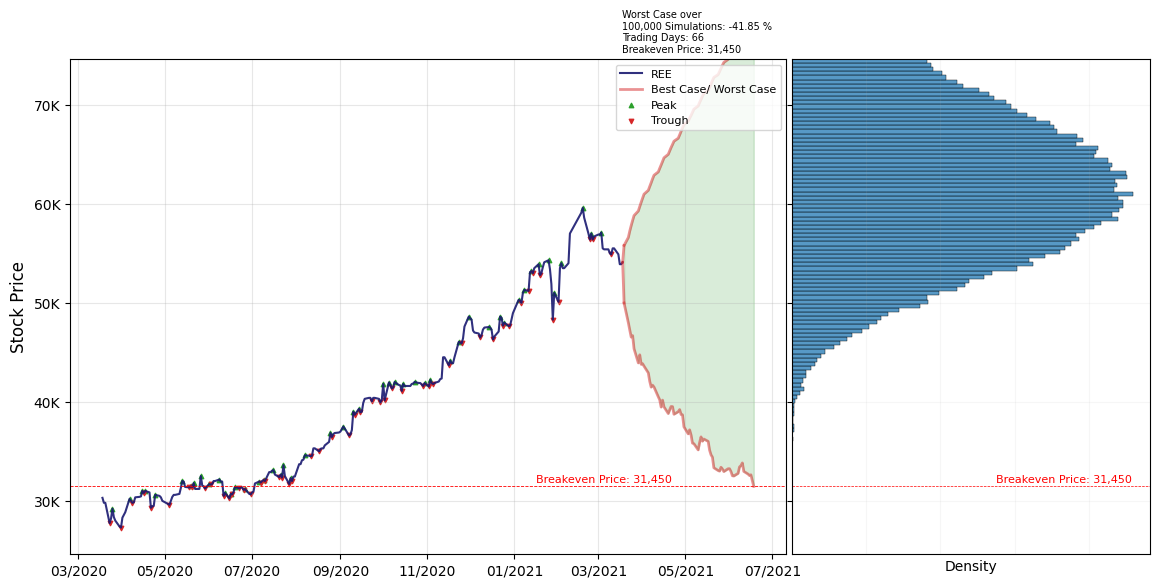 Worst Case over
100,000 Simulations: -41.85 %
Trading Days: 66
Breakeven Price: 31,450
REE
Best Case/ Worst Case
Peak
Trough
70K
60K
50K
40K
30K
Stock Price
Breakeven Price: 31,450
Breakeven Price: 31,450
03/2020
05/2020
07/2020
09/2020
11/2020
01/2021
03/2021
05/2021
07/2021
Density